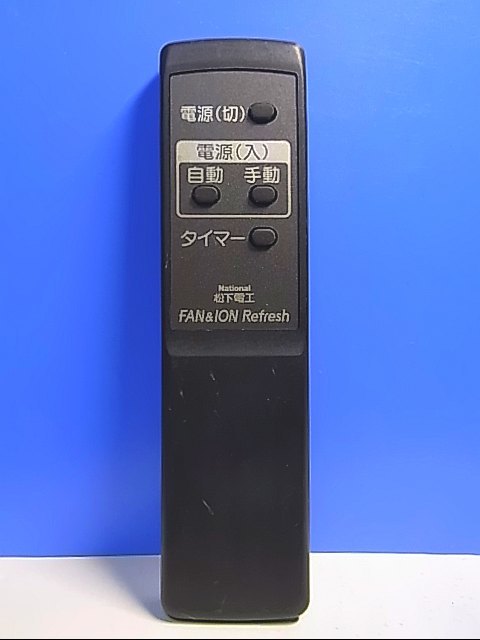 電源(切)
電源(入)
自動 手動
タイマー
National
松下電工
FAN&ION Refresh